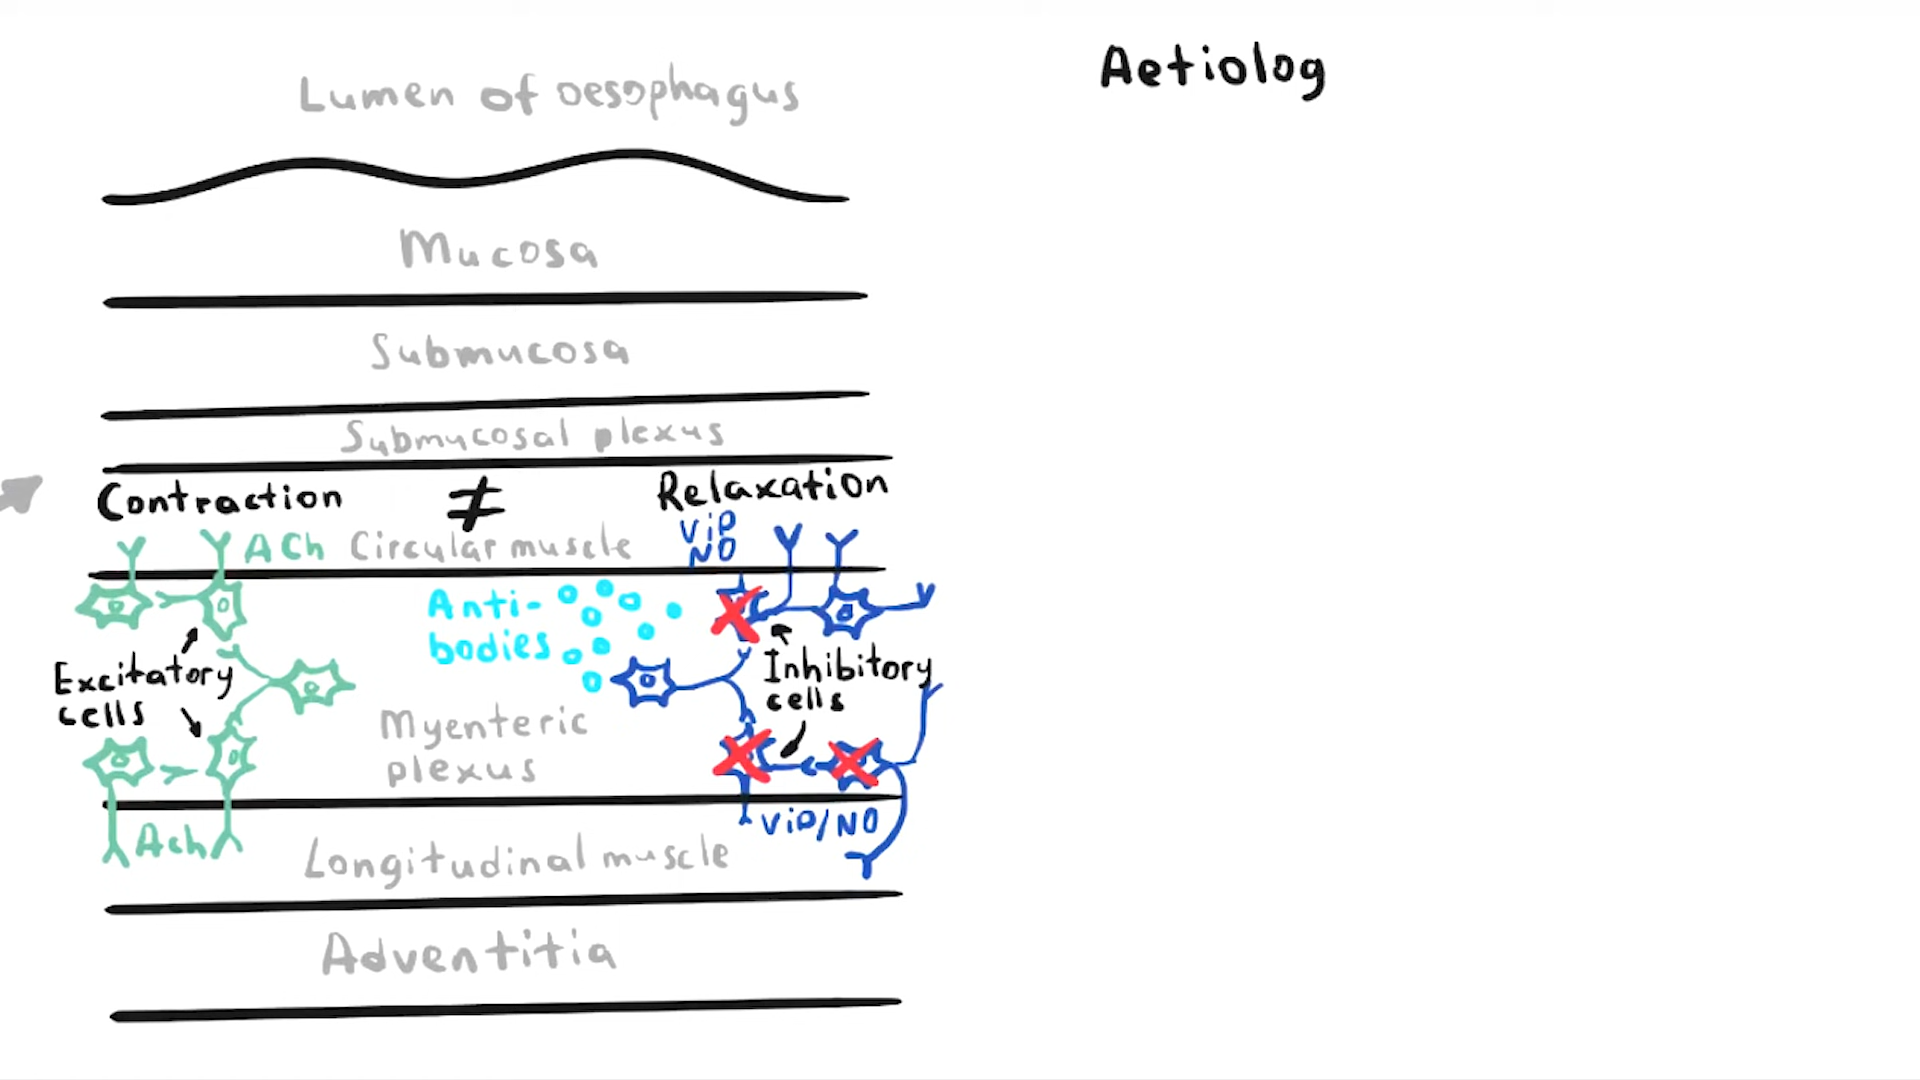 Lumen of oesophagus
Aetiolog
Mucosa
Submucosa
Submucosal plexus
Contraction ≠ Relaxation
ViP
NO
ACh Circular muscle
Anti-
bodies
Excitatory
cells
Inhibitory
cells
Myenteric
plexus
ViP/NO
Ach
Longitudinal muscle
Adventitia